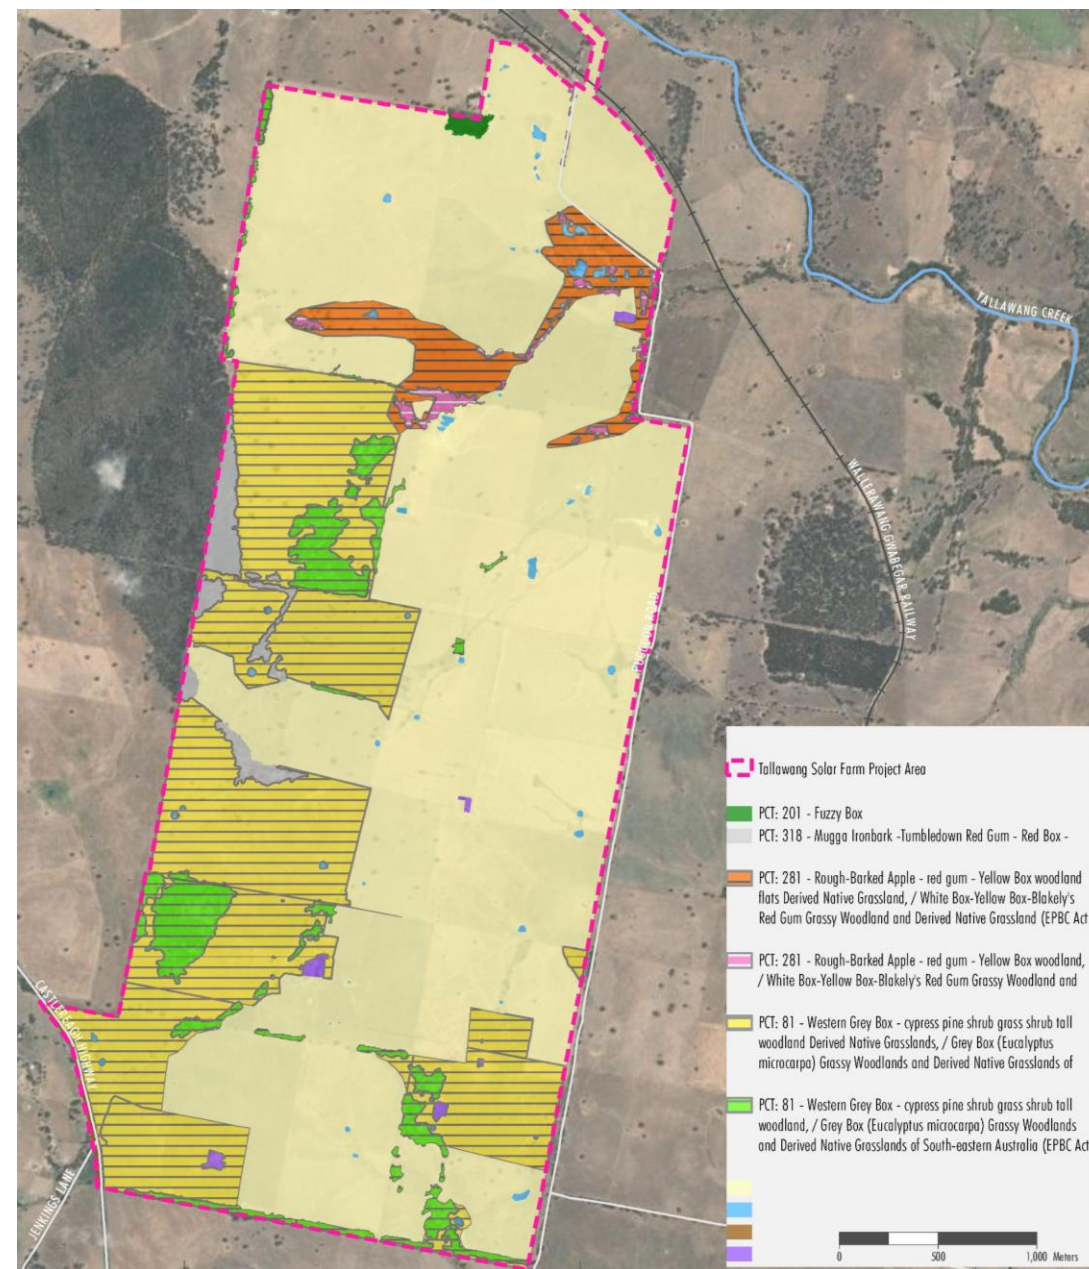 TALLAWANG CREEK
WALLERAWANG GWABEGAR RAILWAY
ROAD
CASTLEREAGH HIGHWAY
JENKINGS LANE
Tallawang Solar Farm Project Area
PCT: 201 - Fuzzy Box
PCT: 318 - Mugga Ironbark -Tumbledown Red Gum - Red Box -
PCT: 281 - Rough-Barked Apple - red gum - Yellow Box woodland
flats Derived Native Grassland, / White Box-Yellow Box-Blakely's
Red Gum Grassy Woodland and Derived Native Grassland (EPBC Act
PCT: 281 - Rough-Barked Apple - red gum - Yellow Box woodland,
/ White Box-Yellow Box-Blakely's Red Gum Grassy Woodland and
PCT: 81 - Western Grey Box - cypress pine shrub grass shrub tall
woodland Derived Native Grasslands, / Grey Box (Eucalyptus
microcarpa) Grassy Woodlands and Derived Native Grasslands of
PCT: 81 - Western Grey Box - cypress pine shrub grass shrub tall
woodland, / Grey Box (Eucalyptus microcarpa) Grassy Woodlands
and Derived Native Grasslands of South-eastern Australia (EPBC Act
0 500 1,000 Meters